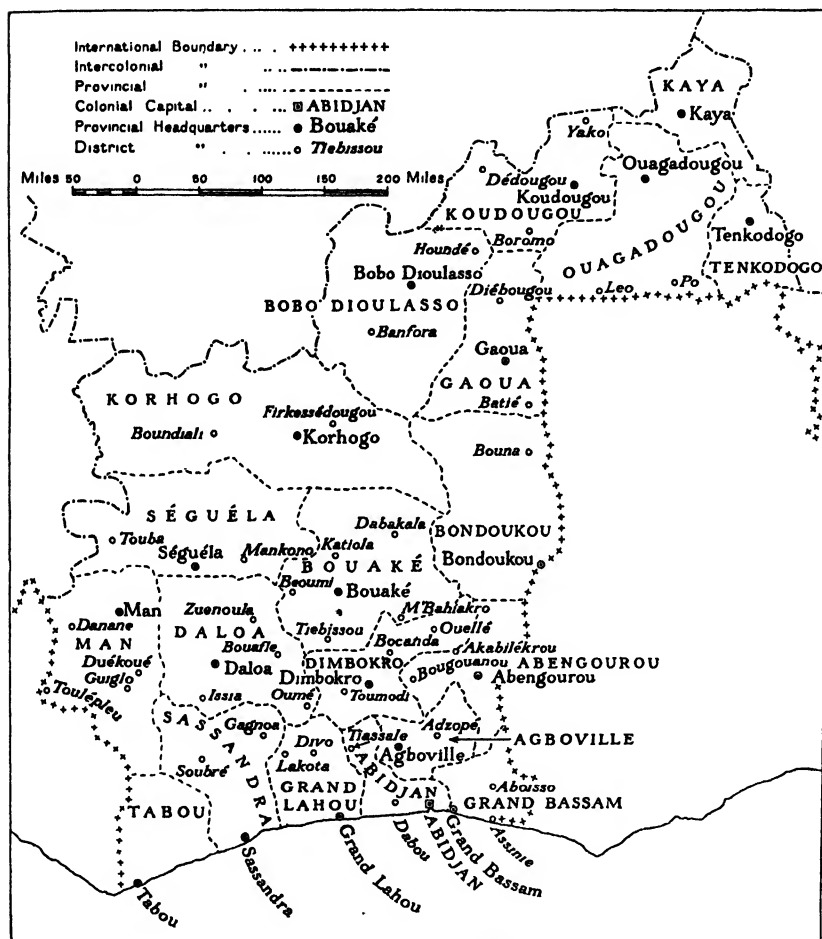 International Boundary
Intercolonial "
Provincial "
Colonial Capital ABIDJAN
Provincial Headquarters Bouaké
District " Tiebissou
Miles 50 0 50 100 150 200 Miles
KAYA
Kaya
Yako
Ouagadougou
Dédougou
Koudougou
KOUDOUGOU
OUAGADOUGOU
Boromo
Tenkodogo
TENKODOGO
Houndé
Bobo Dioulasso
BOBO DIOULASSO
Diébougou
Leo
Po
Banfora
Gaoua
GAOUA
Batié
KORHOGO
Firkessédougou
Boundiali
Korhogo
Bouna
SÉGUÉLA
Dabakala
BONDOUKOU
Touba
Séguéla
Mankono
Katiola
BOUAKÉ
Bondoukou
Beoumi
Bouaké
Man
Danane
MAN
Zuenoula
DALOA
M'Bahiakro
Ouellé
Tiebissou
Bouafle
Bocanda
Akabilékrou
Duékoué
Guiglo
Daloa
DIMBOKRO
Dimbokro
Bougouanou
ABENGOUROU
Abengourou
Toulépleu
Issia
Oumé
Toumodi
SASSANDRA
Gagnoa
Divo
Tiassale
Adzopé
AGBOVILLE
Agboville
Lakota
Soubré
ABIDJAN
GRAND
LAHOU
Aboisso
GRAND BASSAM
TABOU
Dabou
ABIDJAN
Grand Bassam
Assinie
Grand Lahou
Sassandra
Tabou